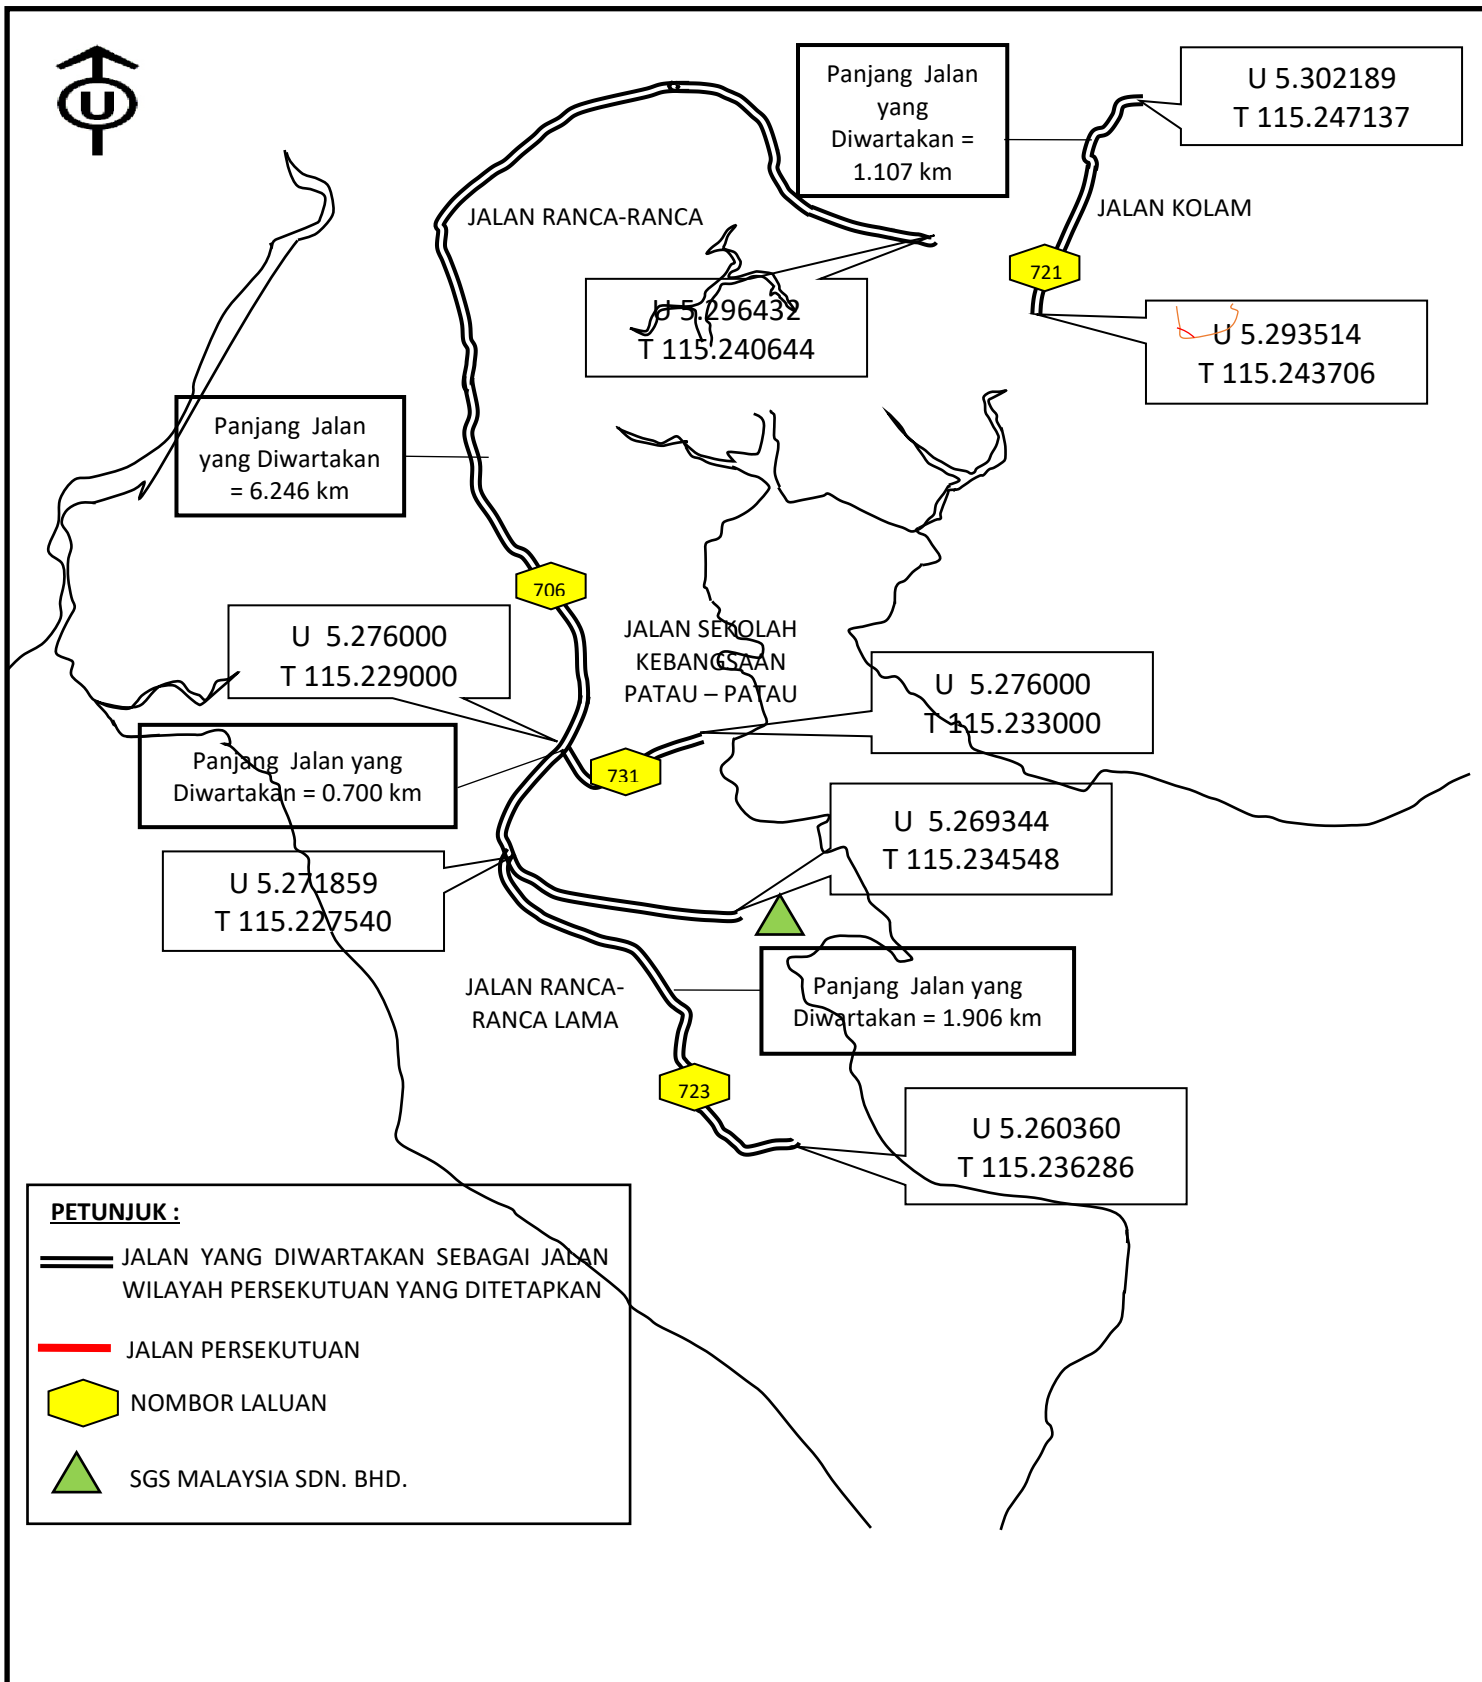 U
Panjang Jalan
yang
Diwartakan =
1.107 km
U 5.302189
T 115.247137
JALAN RANCA-RANCA
JALAN KOLAM
721
U 5.296432
T 115.240644
U 5.293514
T 115.243706
Panjang Jalan
yang Diwartakan
= 6.246 km
706
U 5.276000
T 115.229000
JALAN SEKOLAH
KEBANGSAAN
PATAU – PATAU
U 5.276000
T 115.233000
Panjang Jalan yang
Diwartakan = 0.700 km
731
U 5.269344
T 115.234548
U 5.271859
T 115.227540
JALAN RANCA-
RANCA LAMA
Panjang Jalan yang
Diwartakan = 1.906 km
723
U 5.260360
T 115.236286
PETUNJUK :
JALAN YANG DIWARTAKAN SEBAGAI JALAN
WILAYAH PERSEKUTUAN YANG DITETAPKAN
JALAN PERSEKUTUAN
NOMBOR LALUAN
SGS MALAYSIA SDN. BHD.